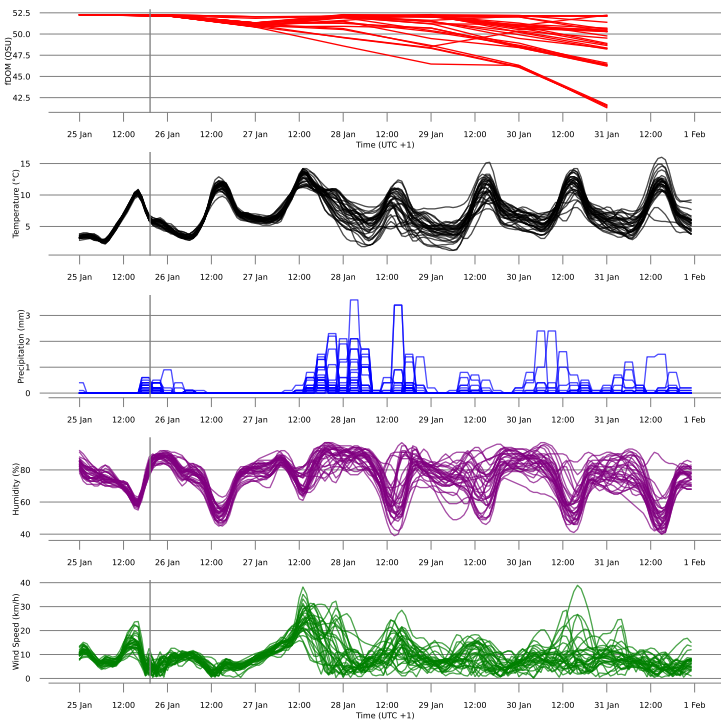 52.5
50.0
47.5
45.0
42.5
fDOM (QSU)
25 Jan 12:00 26 Jan 12:00 27 Jan 12:00 28 Jan 12:00 29 Jan 12:00 30 Jan 12:00 31 Jan 12:00 1 Feb
Time (UTC +1)
15
10
5
Temperature (°C)
25 Jan 12:00 26 Jan 12:00 27 Jan 12:00 28 Jan 12:00 29 Jan 12:00 30 Jan 12:00 31 Jan 12:00 1 Feb
3
2
1
0
Precipitation (mm)
25 Jan 12:00 26 Jan 12:00 27 Jan 12:00 28 Jan 12:00 29 Jan 12:00 30 Jan 12:00 31 Jan 12:00 1 Feb
80
60
40
Humidity (%)
25 Jan 12:00 26 Jan 12:00 27 Jan 12:00 28 Jan 12:00 29 Jan 12:00 30 Jan 12:00 31 Jan 12:00 1 Feb
40
30
20
10
0
Wind Speed (km/h)
25 Jan 12:00 26 Jan 12:00 27 Jan 12:00 28 Jan 12:00 29 Jan 12:00 30 Jan 12:00 31 Jan 12:00 1 Feb
Time (UTC +1)